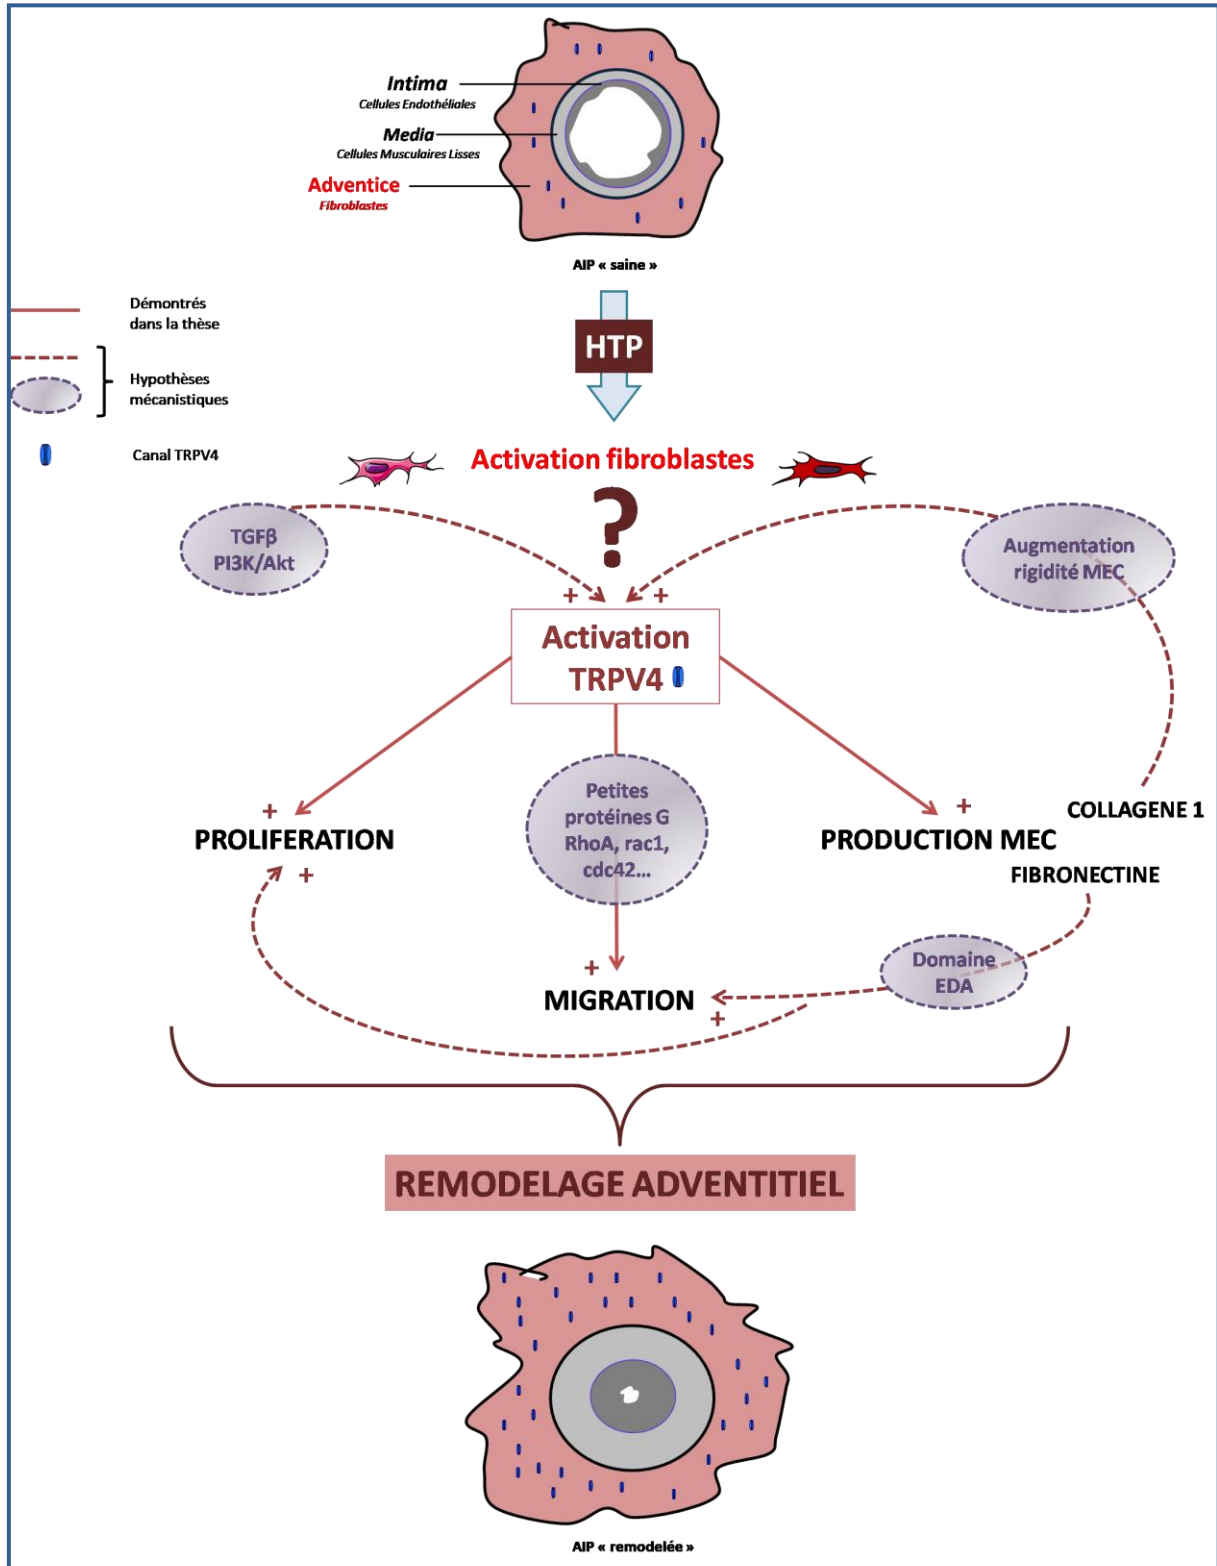 Intima
Cellules Endothéliales
Media
Cellules Musculaires Lisses
Adventice
Fibroblastes
AIP « saine »
Démontrés
dans la thèse
HTP
Hypothèses
mécanistiques
Canal TRPV4
Activation fibroblastes
?
TGFβ
PI3K/Akt
Augmentation
rigidité MEC
+ +
Activation
TRPV4
Petites
protéines G
RhoA, rac1,
cdc42...
+
PROLIFERATION
+
+
PRODUCTION MEC
COLLAGENE 1
FIBRONECTINE
Domaine
EDA
+
MIGRATION
+
REMODELAGE ADVENTITIEL
AIP « remodelée »